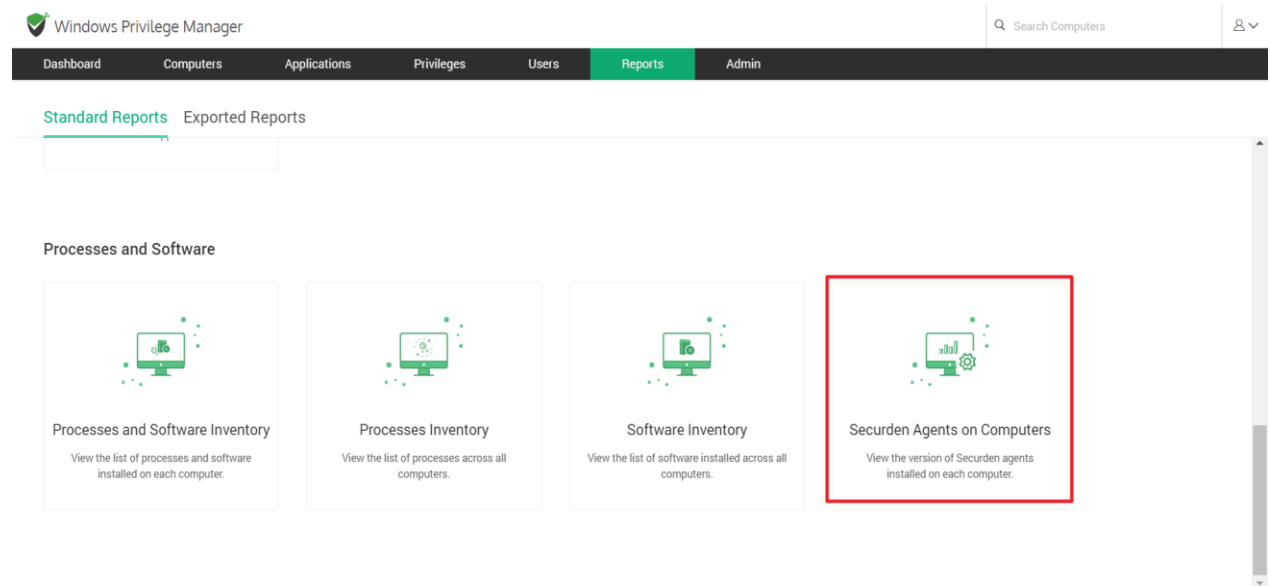 Windows Privilege Manager
Search Computers
Dashboard Computers Applications Privileges Users Reports Admin
Standard Reports Exported Reports
Processes and Software
Processes and Software Inventory
View the list of processes and software
installed on each computer.
Processes Inventory
View the list of processes across all
computers.
Software Inventory
View the list of software installed across all
computers.
Securden Agents on Computers
View the version of Securden agents
installed on each computer.